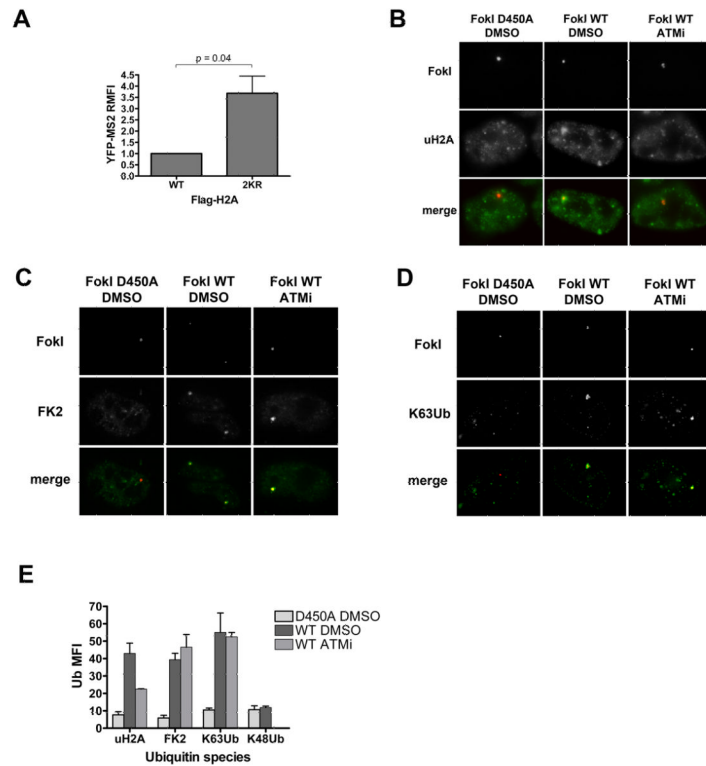 A
p = 0.04
YFP-MS2 RMFI
4.5
4.0
3.5
3.0
2.5
2.0
1.5
1.0
0.5
0.0
WT
2KR
Flag-H2A
B
FokI D450A
DMSO
FokI WT
DMSO
FokI WT
ATMi
FokI
uH2A
merge
C
FokI D450A
DMSO
FokI WT
DMSO
FokI WT
ATMi
FokI
FK2
merge
D
FokI D450A
DMSO
FokI WT
DMSO
FokI WT
ATMi
FokI
K63Ub
merge
E
Ub MFI
70
60
50
40
30
20
10
0
uH2A
FK2
K63Ub
K48Ub
Ubiquitin species
D450A DMSO
WT DMSO
WT ATMi